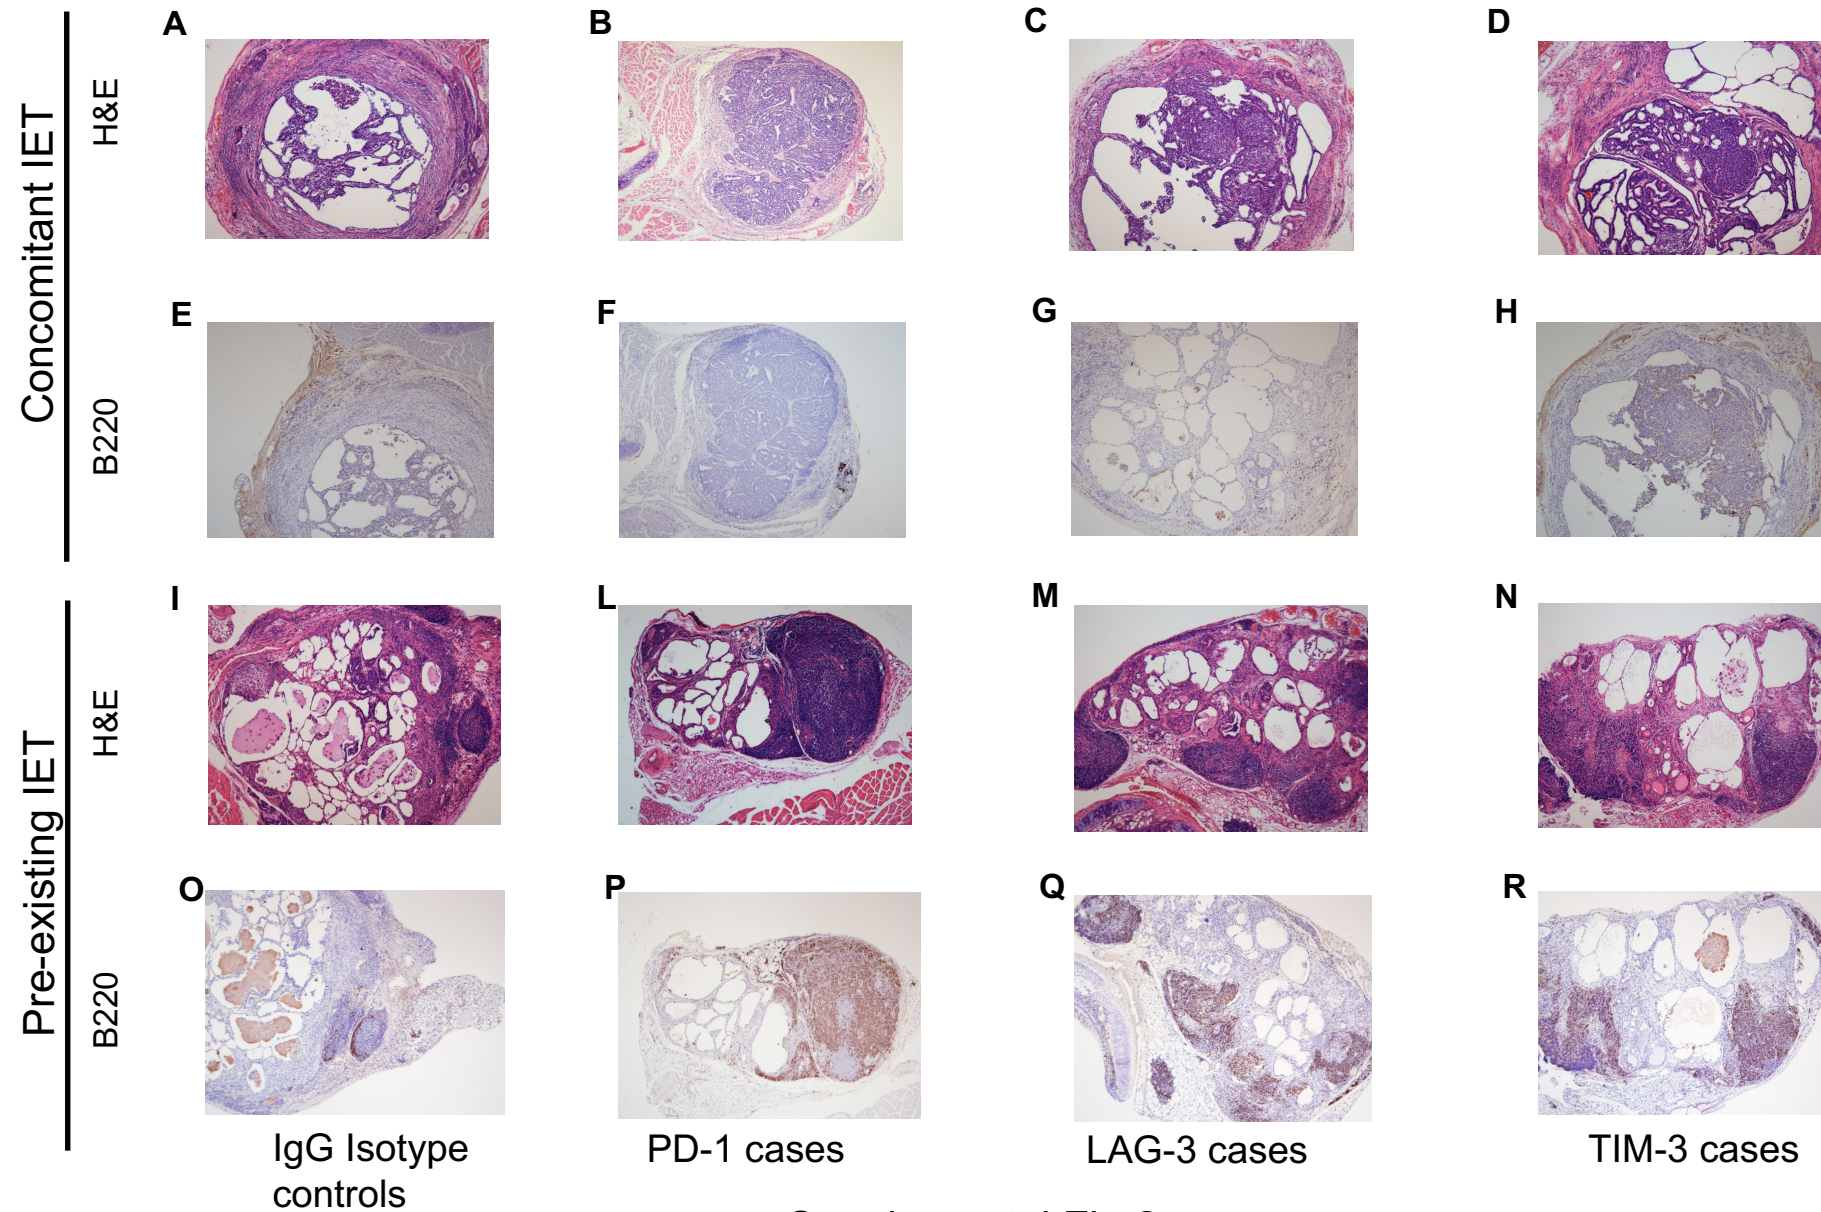 A
B
C
D
Concomitant IET
H&E
E
F
G
H
B220
I
L
M
N
Pre-existing IET
H&E
O
P
Q
R
B220
IgG Isotype
controls
PD-1 cases
LAG-3 cases
TIM-3 cases